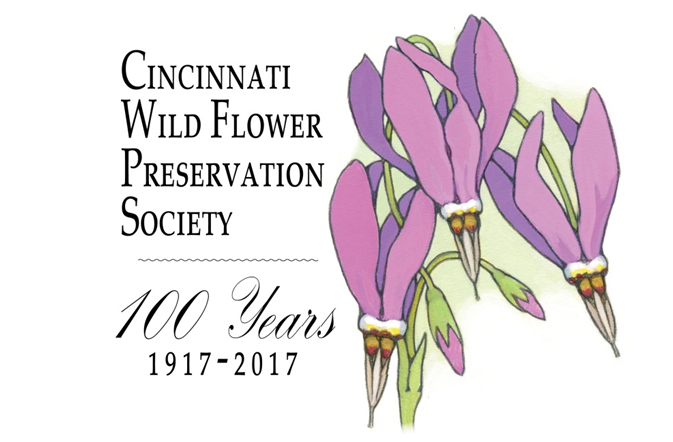 Cincinnati
Wild Flower
Preservation
Society
100 Years
1917-2017